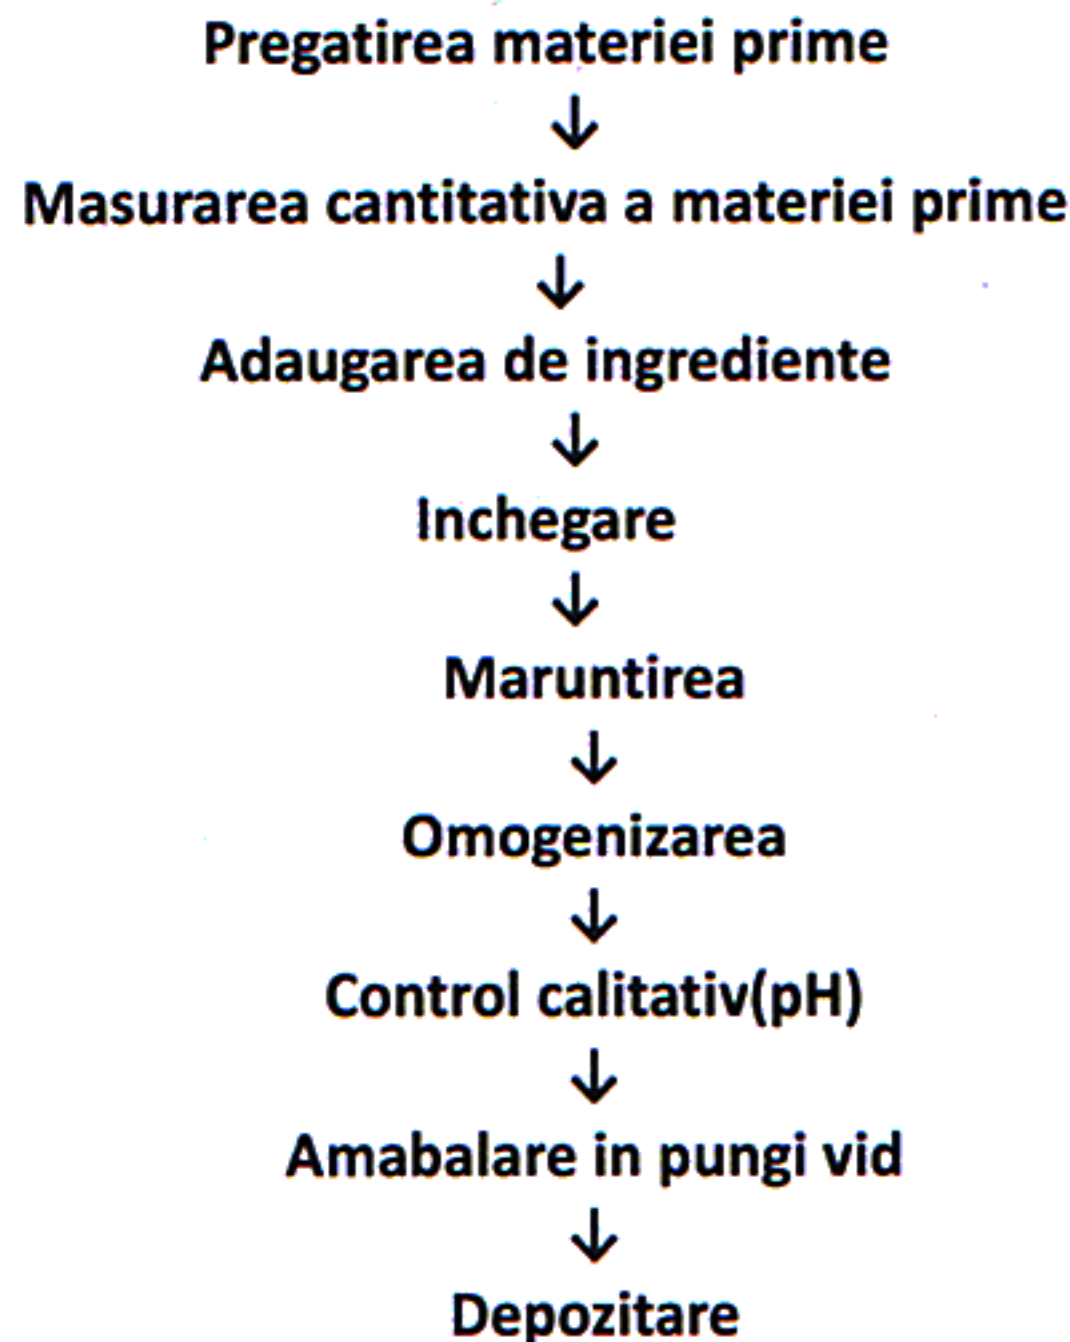 Pregatirea materiei prime
↓
Masurarea cantitativa a materiei prime
↓
Adaugarea de ingrediente
↓
Inchegare
↓
Maruntirea
↓
Omogenizarea
↓
Control calitativ(pH)
↓
Amabalare in pungi vid
↓
Depozitare